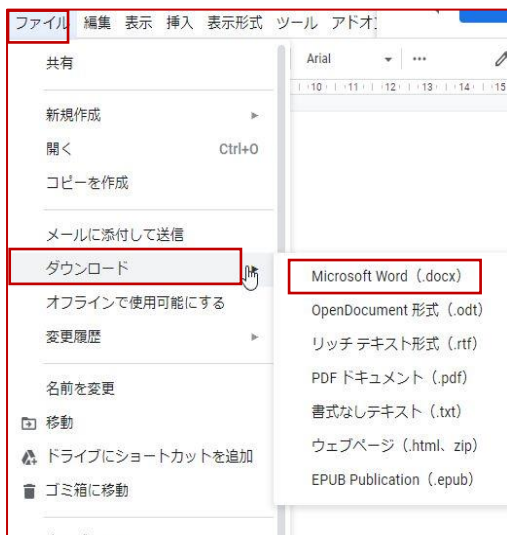 ファイル 編集 表示 挿入 表示形式 ツール アドオ
Arial
10 11 12 13 14 15
共有
新規作成
開く Ctrl+O
コピーを作成
メールに添付して送信
ダウンロード
Microsoft Word（.docx）
オフラインで使用可能にする
OpenDocument 形式（.odt）
変更履歴
リッチ テキスト形式（.rtf）
PDF ドキュメント（.pdf）
名前を変更
書式なしテキスト（.txt）
移動
ウェブページ（.html、zip）
ドライブにショートカットを追加
EPUB Publication（.epub）
ゴミ箱に移動